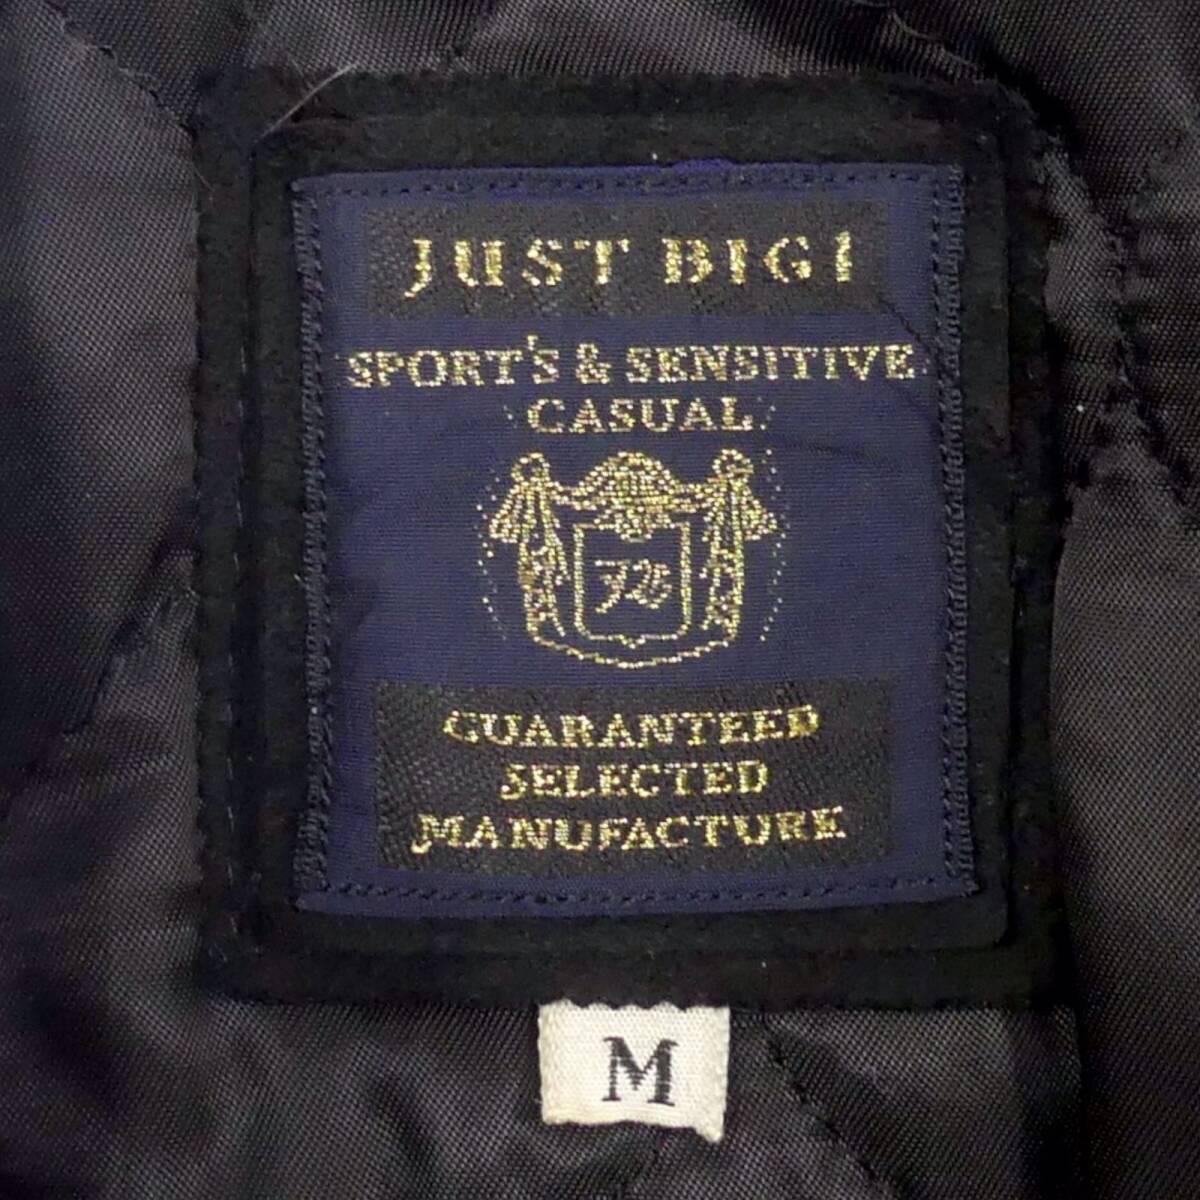 JUST BIGI
SPORT'S & SENSITIVE
CASUAL
GUARANTEED
SELECTED
MANUFACTURE
M